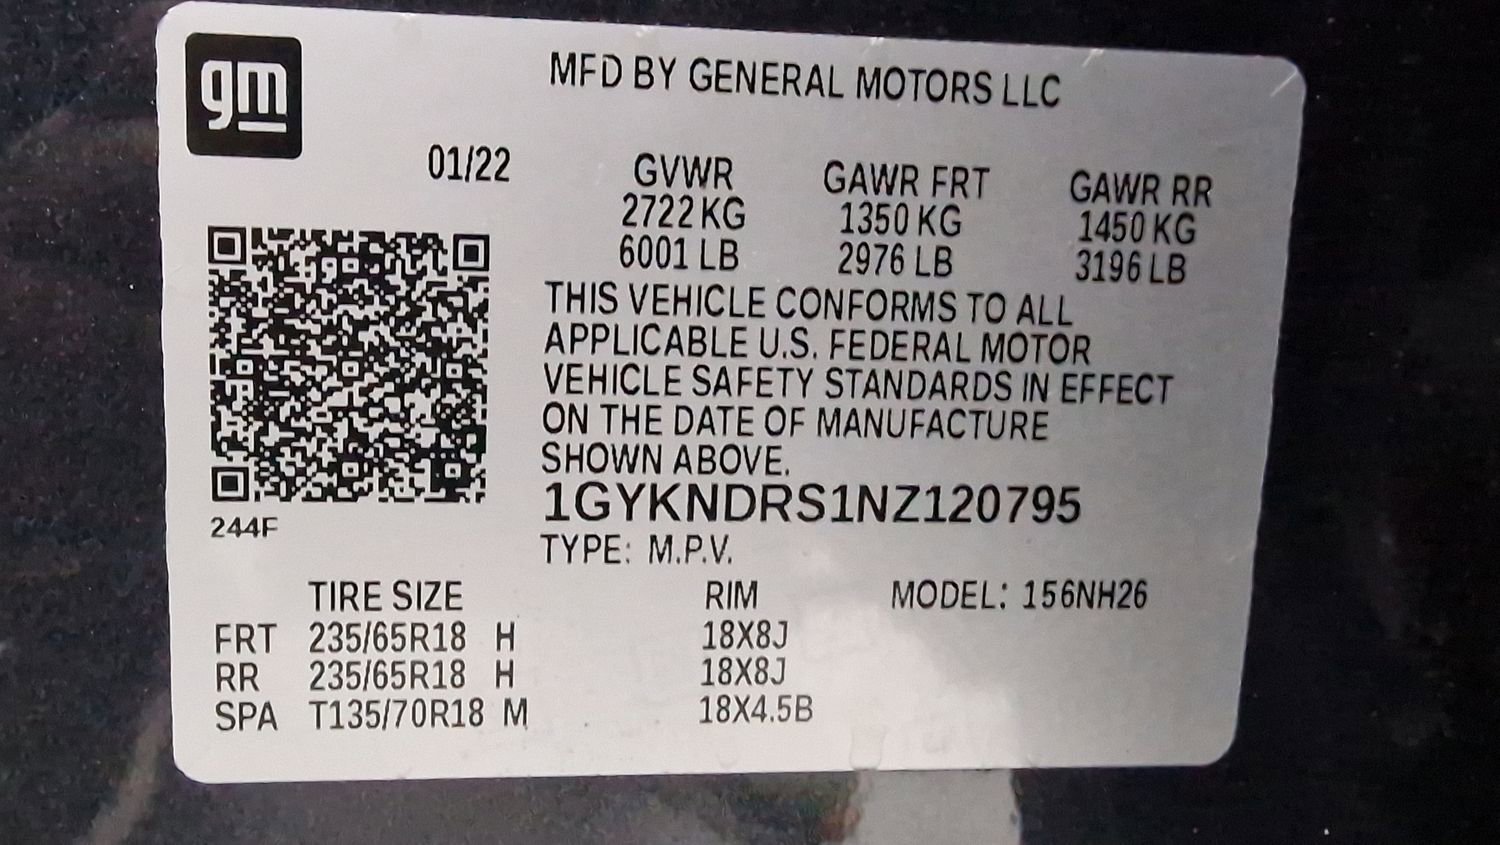 gm
MFD BY GENERAL MOTORS LLC
01/22
GVWR GAWR FRT GAWR RR
2722 KG 1350 KG 1450 KG
6001 LB 2976 LB 3196 LB
THIS VEHICLE CONFORMS TO ALL
APPLICABLE U.S. FEDERAL MOTOR
VEHICLE SAFETY STANDARDS IN EFFECT
ON THE DATE OF MANUFACTURE
SHOWN ABOVE.
1GYKNDRS1NZ120795
244F
TYPE: M.P.V.
TIRE SIZE RIM MODEL: 156NH26
FRT 235/65R18 H 18X8J
RR 235/65R18 H 18X8J
SPA T135/70R18 M 18X4.5B